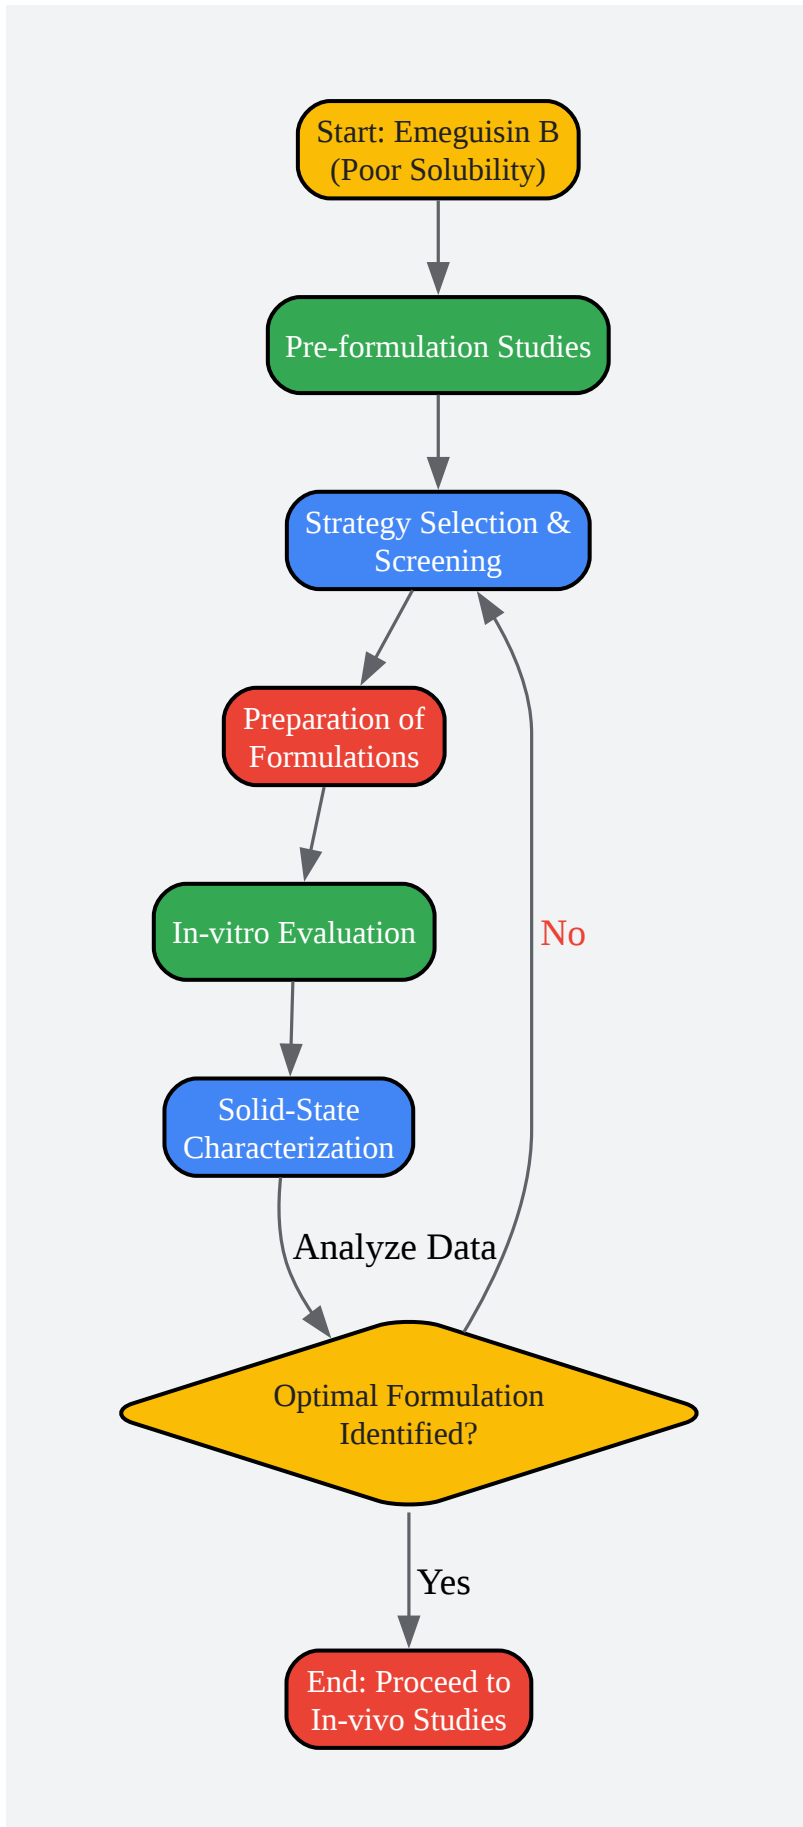 Start: Emeguisin B
(Poor Solubility)
Pre-formulation Studies
Strategy Selection &
Screening
Preparation of
Formulations
In-vitro Evaluation
No
Solid-State
Characterization
Analyze Data
Optimal Formulation
Identified?
Yes
End: Proceed to
In-vivo Studies